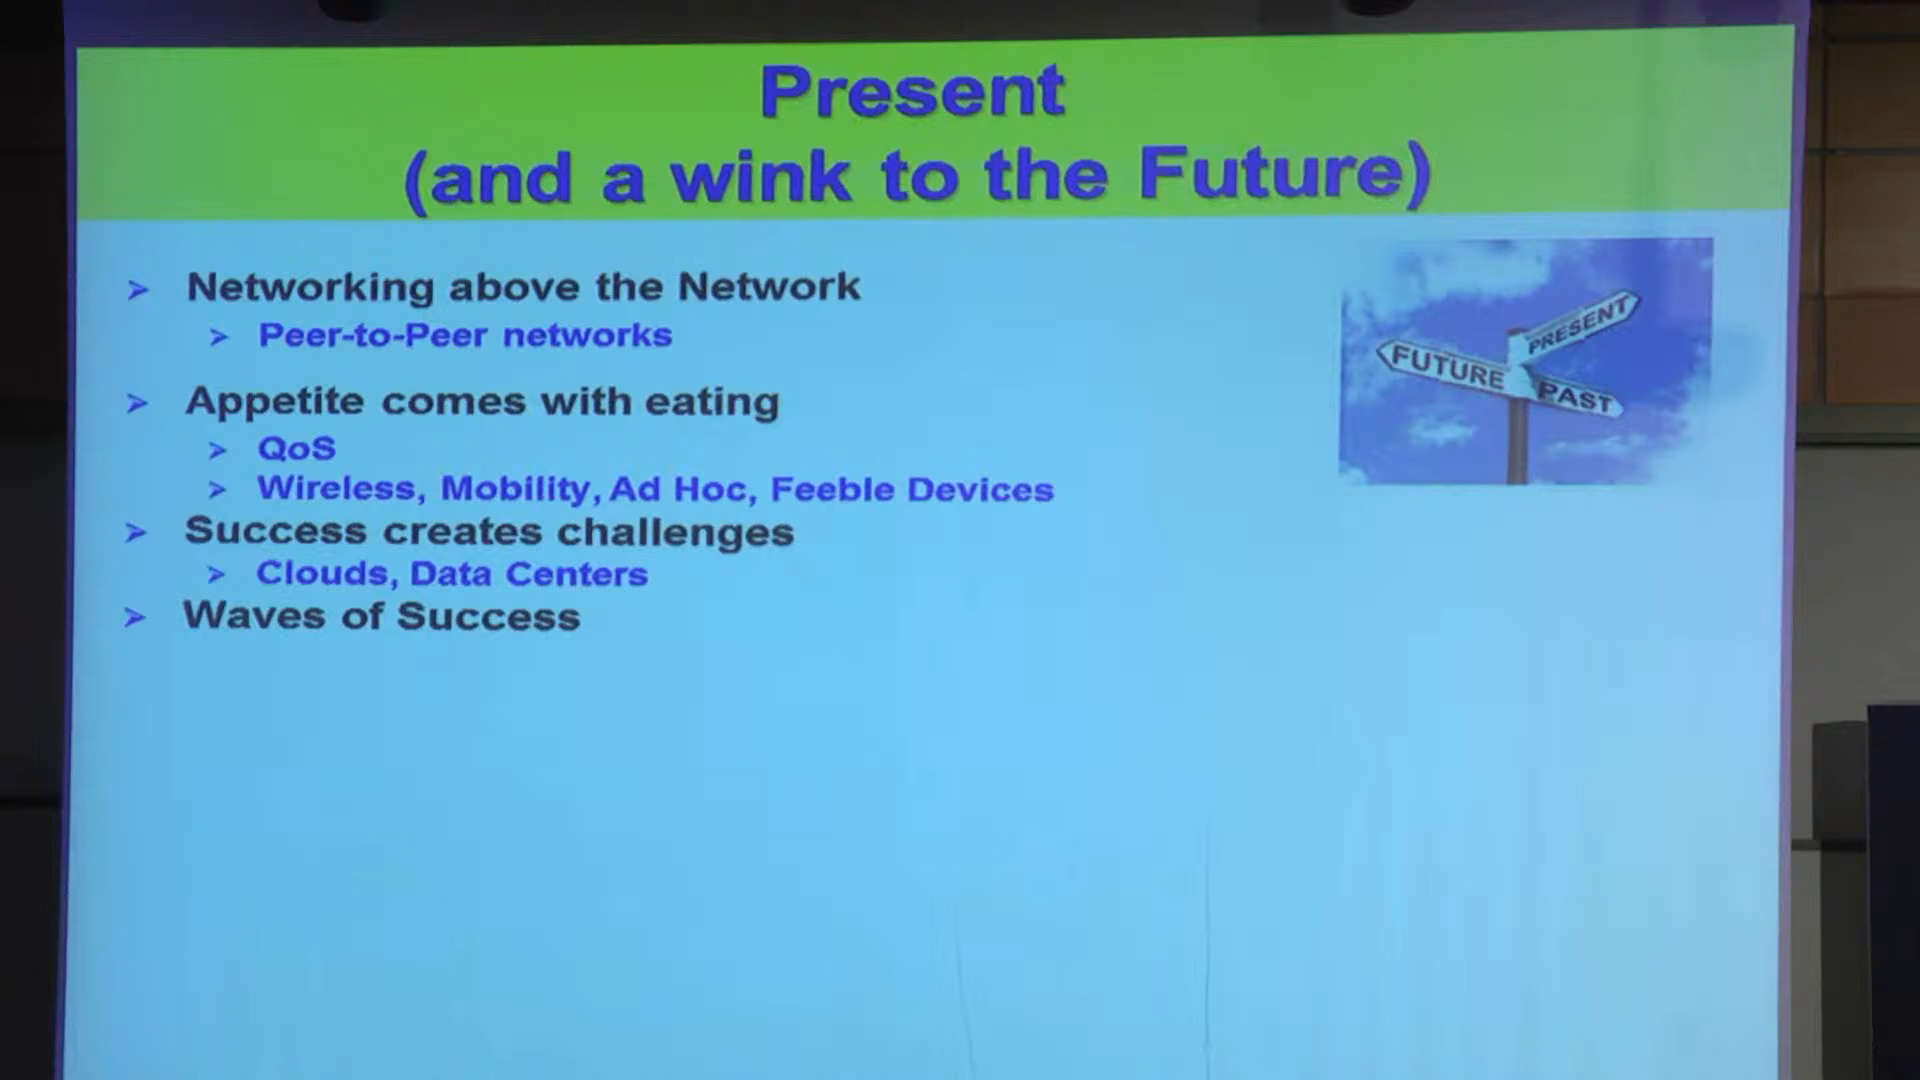 Present
(and a wink to the Future)
➢ Networking above the Network
➢ Peer-to-Peer networks
➢ Appetite comes with eating
➢ QoS
➢ Wireless, Mobility, Ad Hoc, Feeble Devices
➢ Success creates challenges
➢ Clouds, Data Centers
➢ Waves of Success
PRESENT
FUTURE
PAST